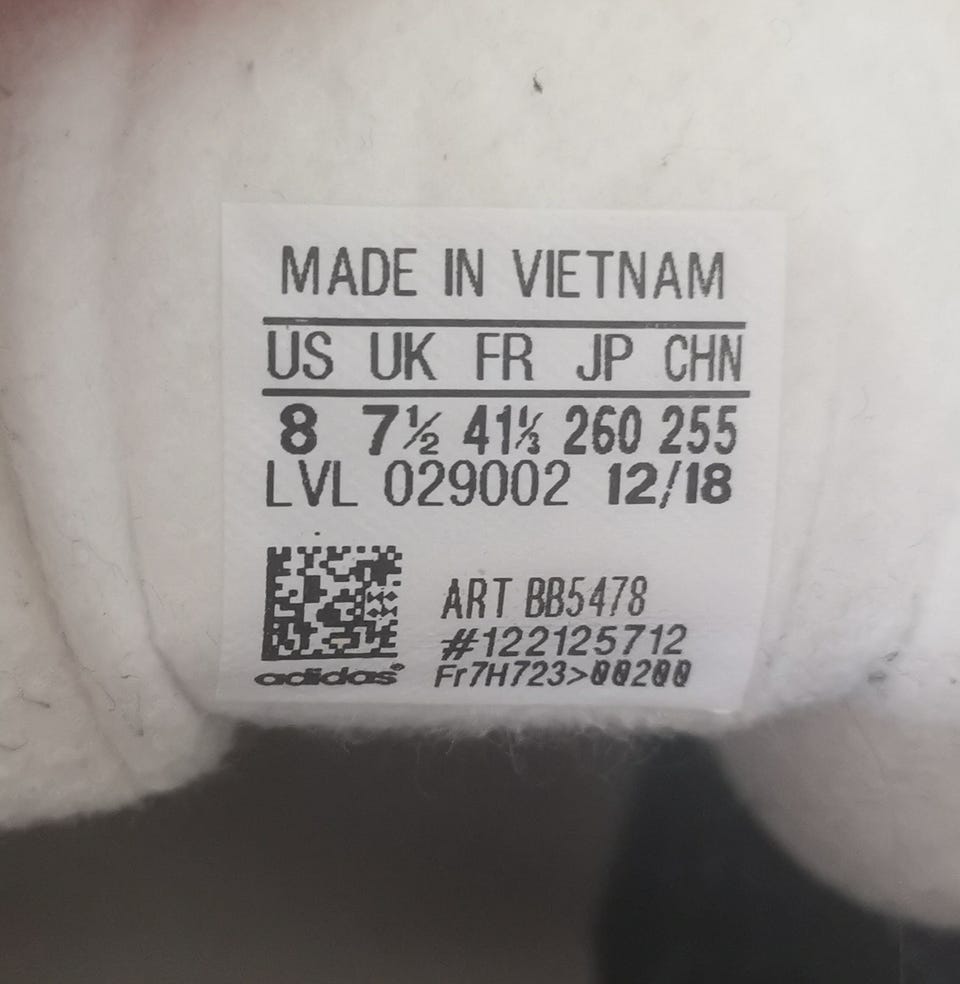 MADE IN VIETNAM
US UK FR JP CHN
8 7½ 41⅓ 260 255
LVL 029002 12/18
ART BB5478
#122125712
adidas® Fr7H723>00200